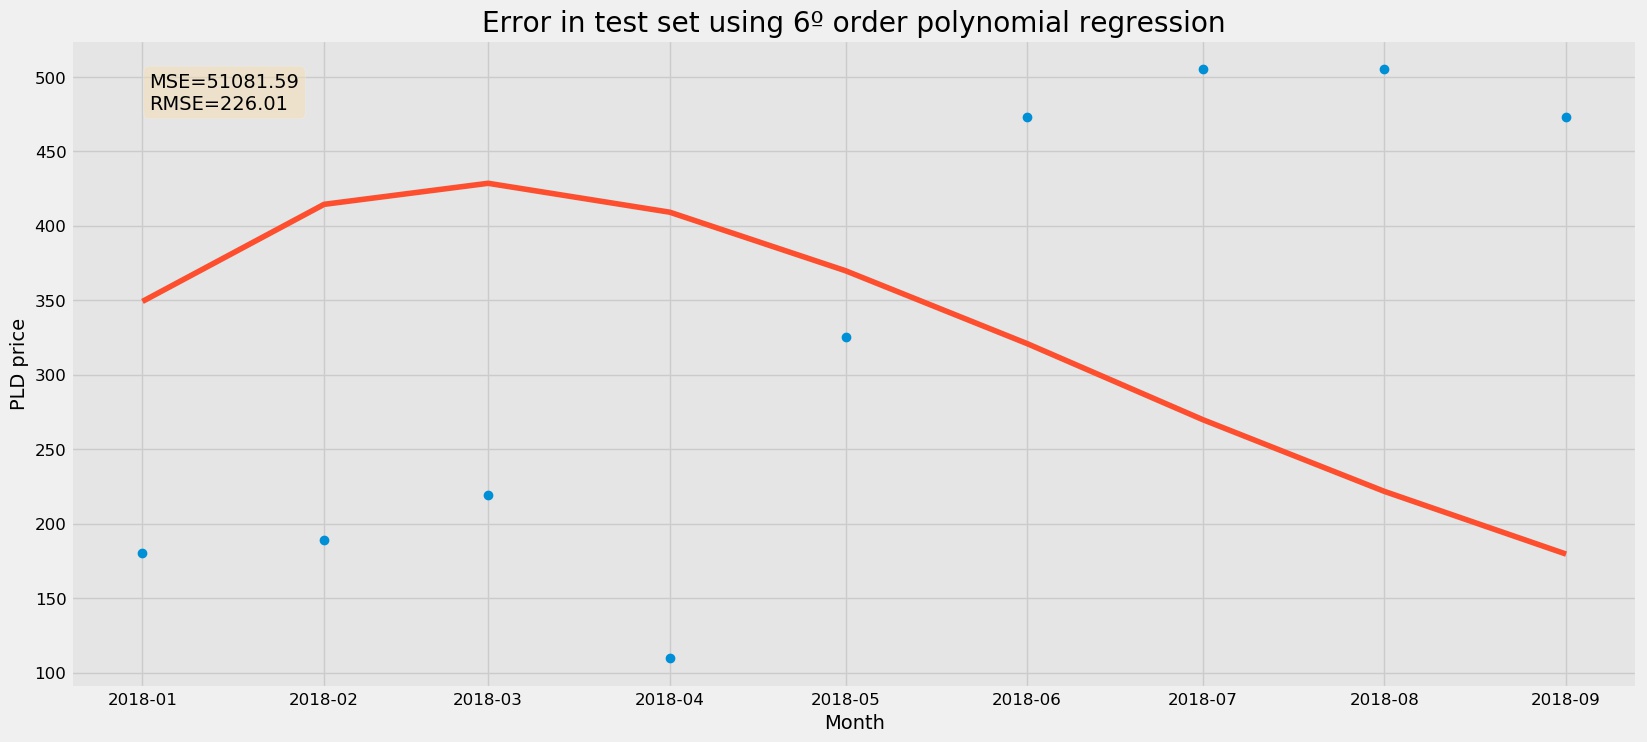 Error in test set using 6º order polynomial regression
MSE=51081.59
RMSE=226.01
500
450
400
350
300
250
200
150
100
PLD price
2018-01 2018-02 2018-03 2018-04 2018-05 2018-06 2018-07 2018-08 2018-09
Month